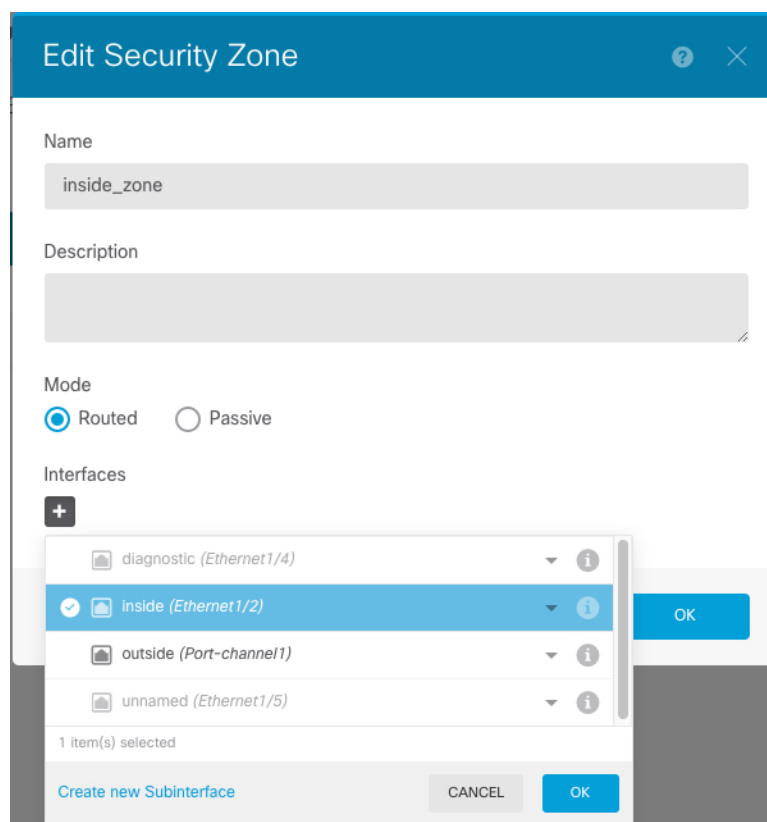 Edit Security Zone
Name
inside_zone
Description
Mode
Routed Passive
Interfaces
diagnostic (Ethernet1/4)
inside (Ethernet1/2)
OK
outside (Port-channel1)
unnamed (Ethernet1/5)
1 item(s) selected
Create new Subinterface CANCEL OK